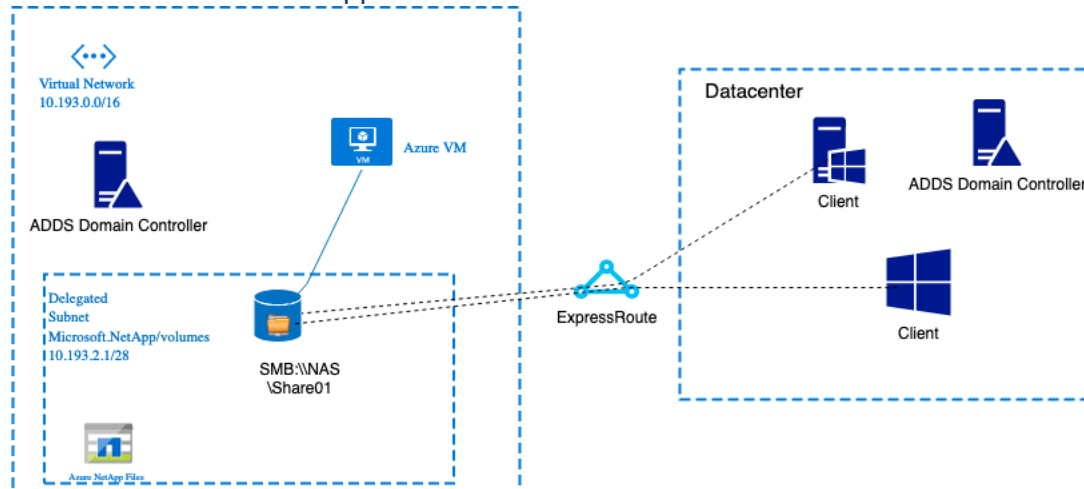 Virtual Network
10.193.0.0/16
ADDS Domain Controller
VM
Azure VM
Delegated
Subnet
Microsoft.NetApp/volumes
10.193.2.1/28
SMB:\\NAS
\Share01
Azure NetApp Files
ExpressRoute
Datacenter
Client
ADDS Domain Controller
Client